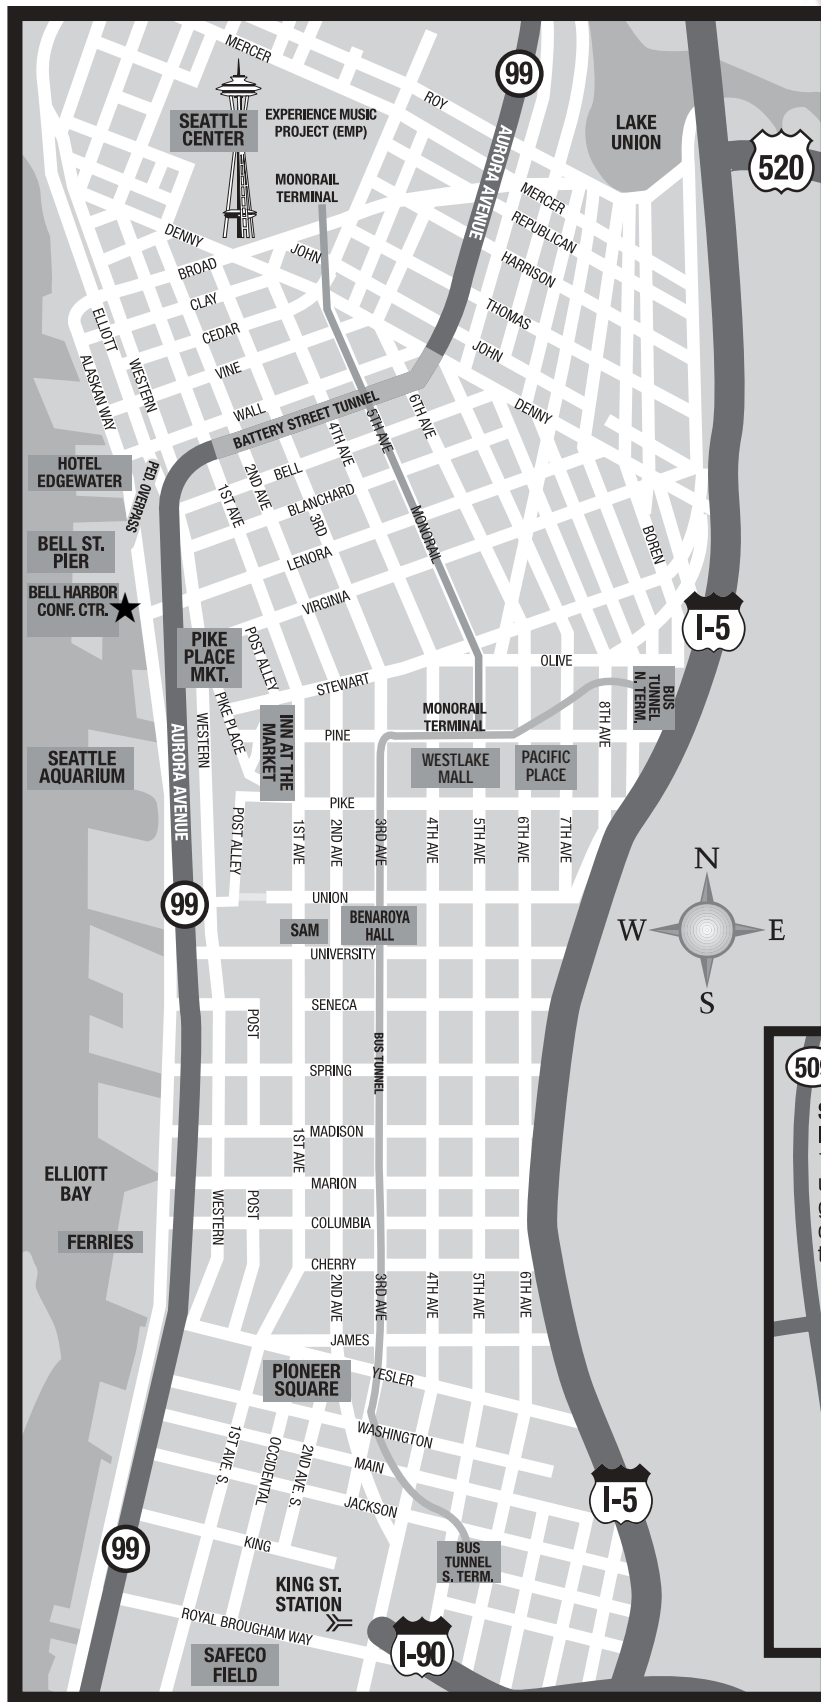 MERCER
99
ROY
LAKE
UNION
SEATTLE
CENTER
EXPERIENCE MUSIC
PROJECT (EMP)
AURORA AVENUE
520
MONORAIL
TERMINAL
MERCER
REPUBLICAN
DENNY
JOHN
HARRISON
BROAD
CLAY
THOMAS
ELLIOTT
CEDAR
JOHN
ALASKAN WAY
WESTERN
VINE
WALL
BATTERY STREET TUNNEL
5TH AVE
6TH AVE
DENNY
4TH AVE
HOTEL
EDGEWATER
PED. OVERPASS
2ND AVE
BELL
1ST AVE
BLANCHARD
3RD
MONORAIL
BELL ST.
PIER
BOREN
LENORA
BELL HARBOR
CONF. CTR.
VIRGINIA
I-5
PIKE
PLACE
MKT.
POST ALLEY
OLIVE
STEWART
BUS
TUNNEL
N. TERM.
PIKE PLACE
WESTERN
INN AT THE
MARKET
MONORAIL
TERMINAL
8TH AVE
AURORA AVENUE
PINE
SEATTLE
AQUARIUM
WESTLAKE
MALL
PACIFIC
PLACE
PIKE
POST ALLEY
1ST AVE
2ND AVE
3RD AVE
4TH AVE
5TH AVE
6TH AVE
7TH AVE
N
99
UNION
SAM
BENAROYA
HALL
W
E
UNIVERSITY
S
SENECA
POST
BUS TUNNEL
SPRING
509
1ST AVE
MADISON
ELLIOTT
BAY
MARION
WESTERN
POST
COLUMBIA
FERRIES
CHERRY
2ND AVE
3RD AVE
4TH AVE
5TH AVE
6TH AVE
JAMES
PIONEER
SQUARE
YESLER
WASHINGTON
1ST AVE. S.
OCCIDENTAL
2ND AVE. S.
MAIN
I-5
JACKSON
99
KING
BUS
TUNNEL
S. TERM.
KING ST.
STATION
ROYAL BROUGHAM WAY
SAFECO
FIELD
I-90